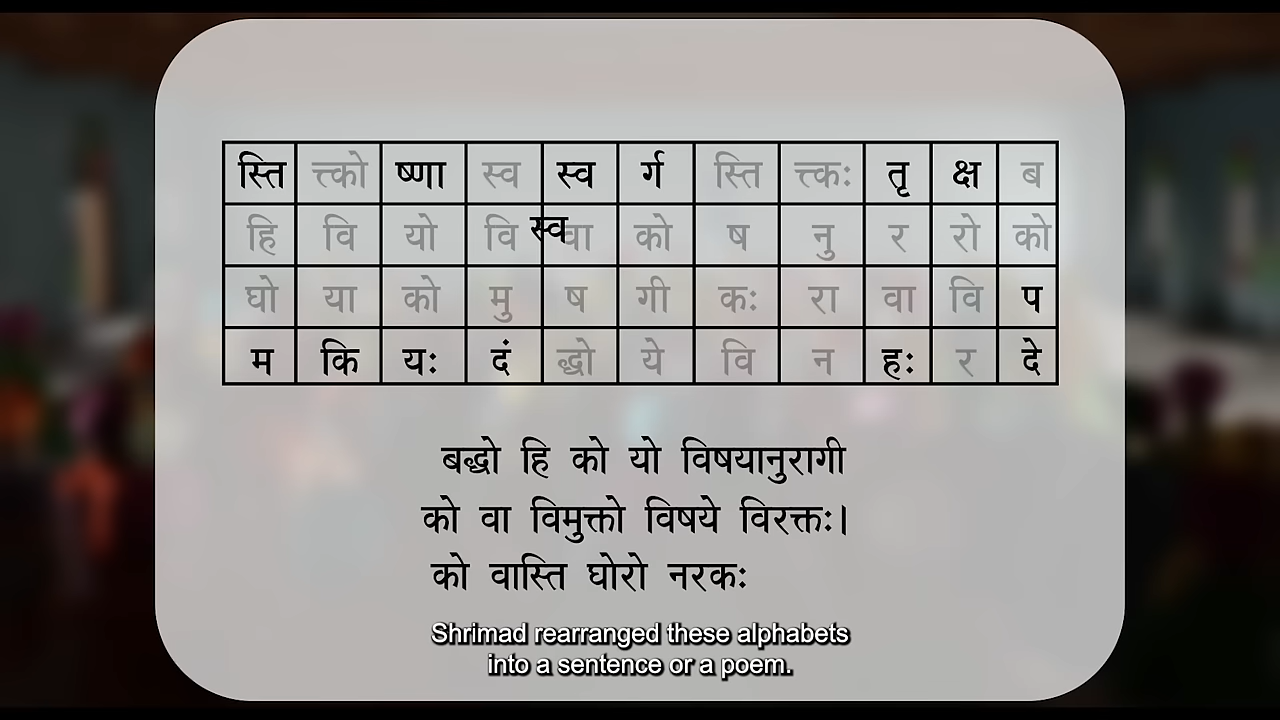 स्ति त्को ष्णा स्व स्व र्ग स्ति त्कः तृ क्ष ब
हि वि यो वि स्व वा को ष नु र रो को
घो या को मु ष गी कः रा वा वि प
म कि यः दं द्धो ये वि न हः र दे
बद्धो हि को यो विषयानुरागी
को वा विमुक्तो विषये विरक्तः।
को वास्ति घोरो नरकः
Shrimad rearranged these alphabets
into a sentence or a poem.